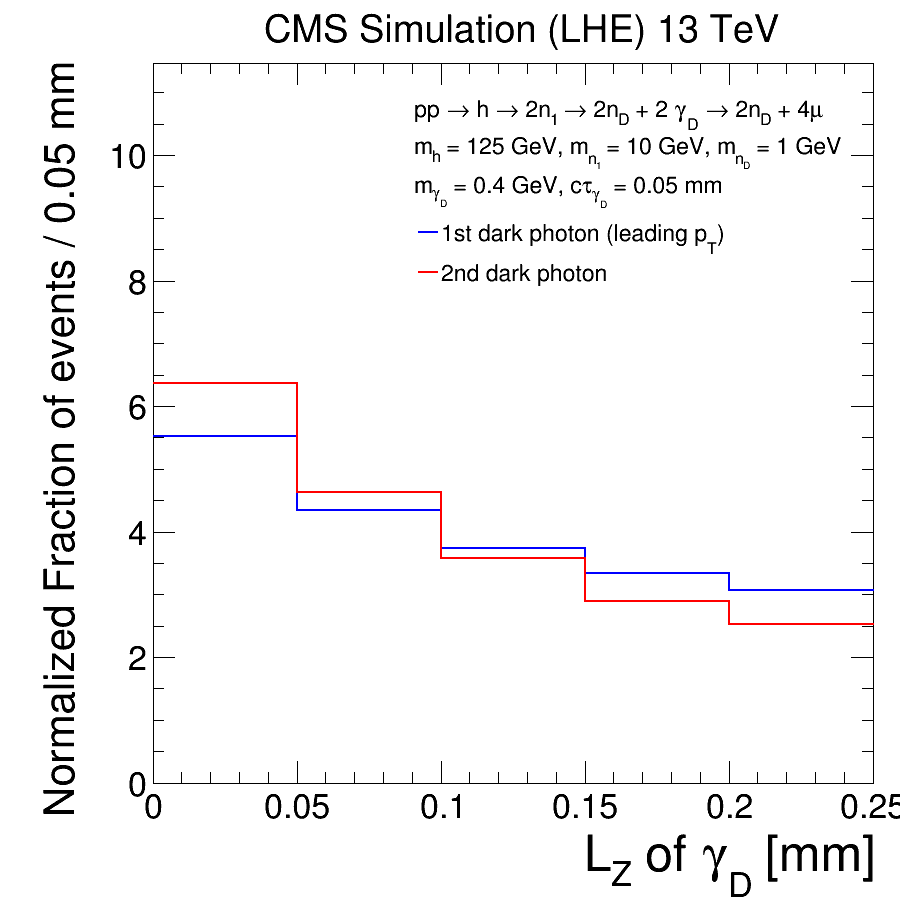 CMS Simulation (LHE) 13 TeV
Normalized Fraction of events / 0.05 mm
pp → h → 2n1 → 2nD + 2 γD → 2nD + 4μ
mh = 125 GeV, mn1 = 10 GeV, mnD = 1 GeV
mγD = 0.4 GeV, cτγD = 0.05 mm
1st dark photon (leading pT)
2nd dark photon
10
8
6
4
2
0
0 0.05 0.1 0.15 0.2 0.25
LZ of γD [mm]